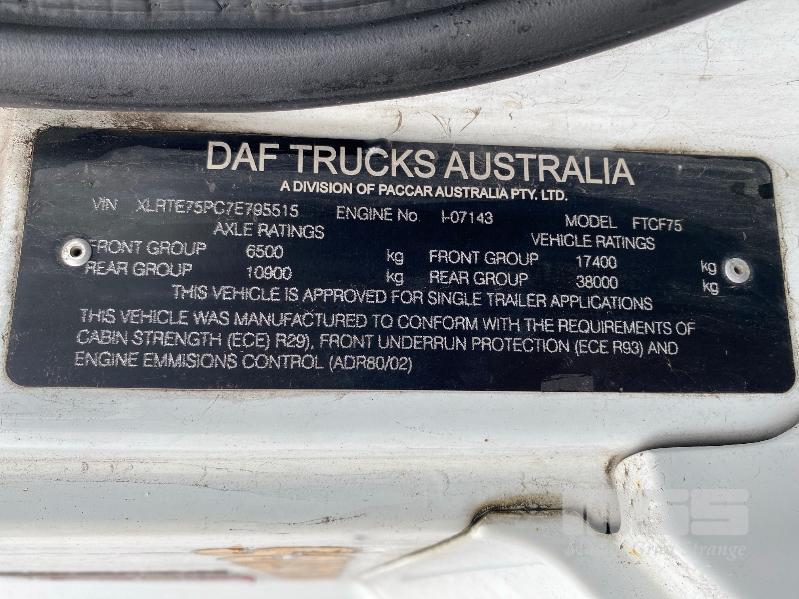 DAF TRUCKS AUSTRALIA
A DIVISION OF PACCAR AUSTRALIA PTY. LTD.
VIN XLRTE75PC7E795515 ENGINE No. I-07143 MODEL FTCF75
AXLE RATINGS VEHICLE RATINGS
FRONT GROUP 6500 kg FRONT GROUP 17400 kg
REAR GROUP 10900 kg REAR GROUP 38000 kg
THIS VEHICLE IS APPROVED FOR SINGLE TRAILER APPLICATIONS
THIS VEHICLE WAS MANUFACTURED TO CONFORM WITH THE REQUIREMENTS OF
CABIN STRENGTH (ECE) R29), FRONT UNDERRUN PROTECTION (ECE R93) AND
ENGINE EMMISIONS CONTROL (ADR80/02)